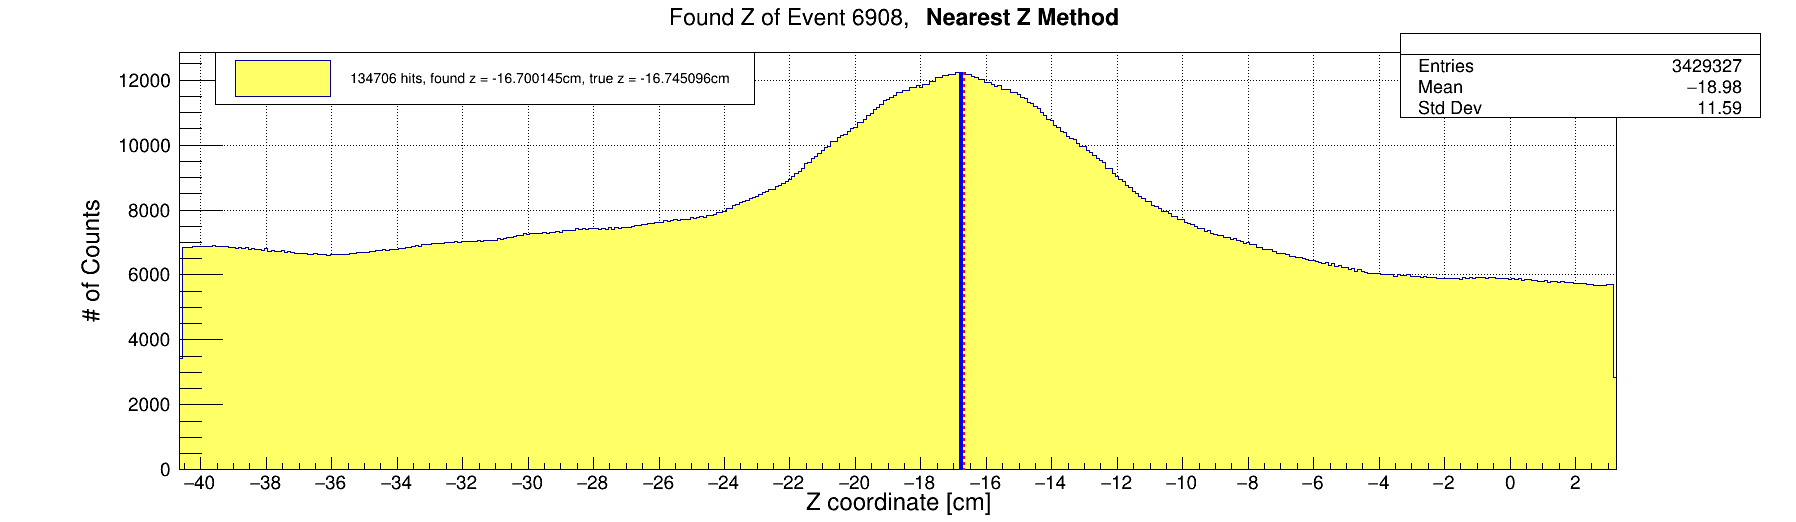 Found Z of Event 6908, Nearest Z Method
134706 hits, found z = -16.700145cm, true z = -16.745096cm
Entries 3429327
Mean −18.98
Std Dev 11.59
# of Counts
12000
10000
8000
6000
4000
2000
0
−40 −38 −36 −34 −32 −30 −28 −26 −24 −22 −20 −18 −16 −14 −12 −10 −8 −6 −4 −2 0 2
Z coordinate [cm]